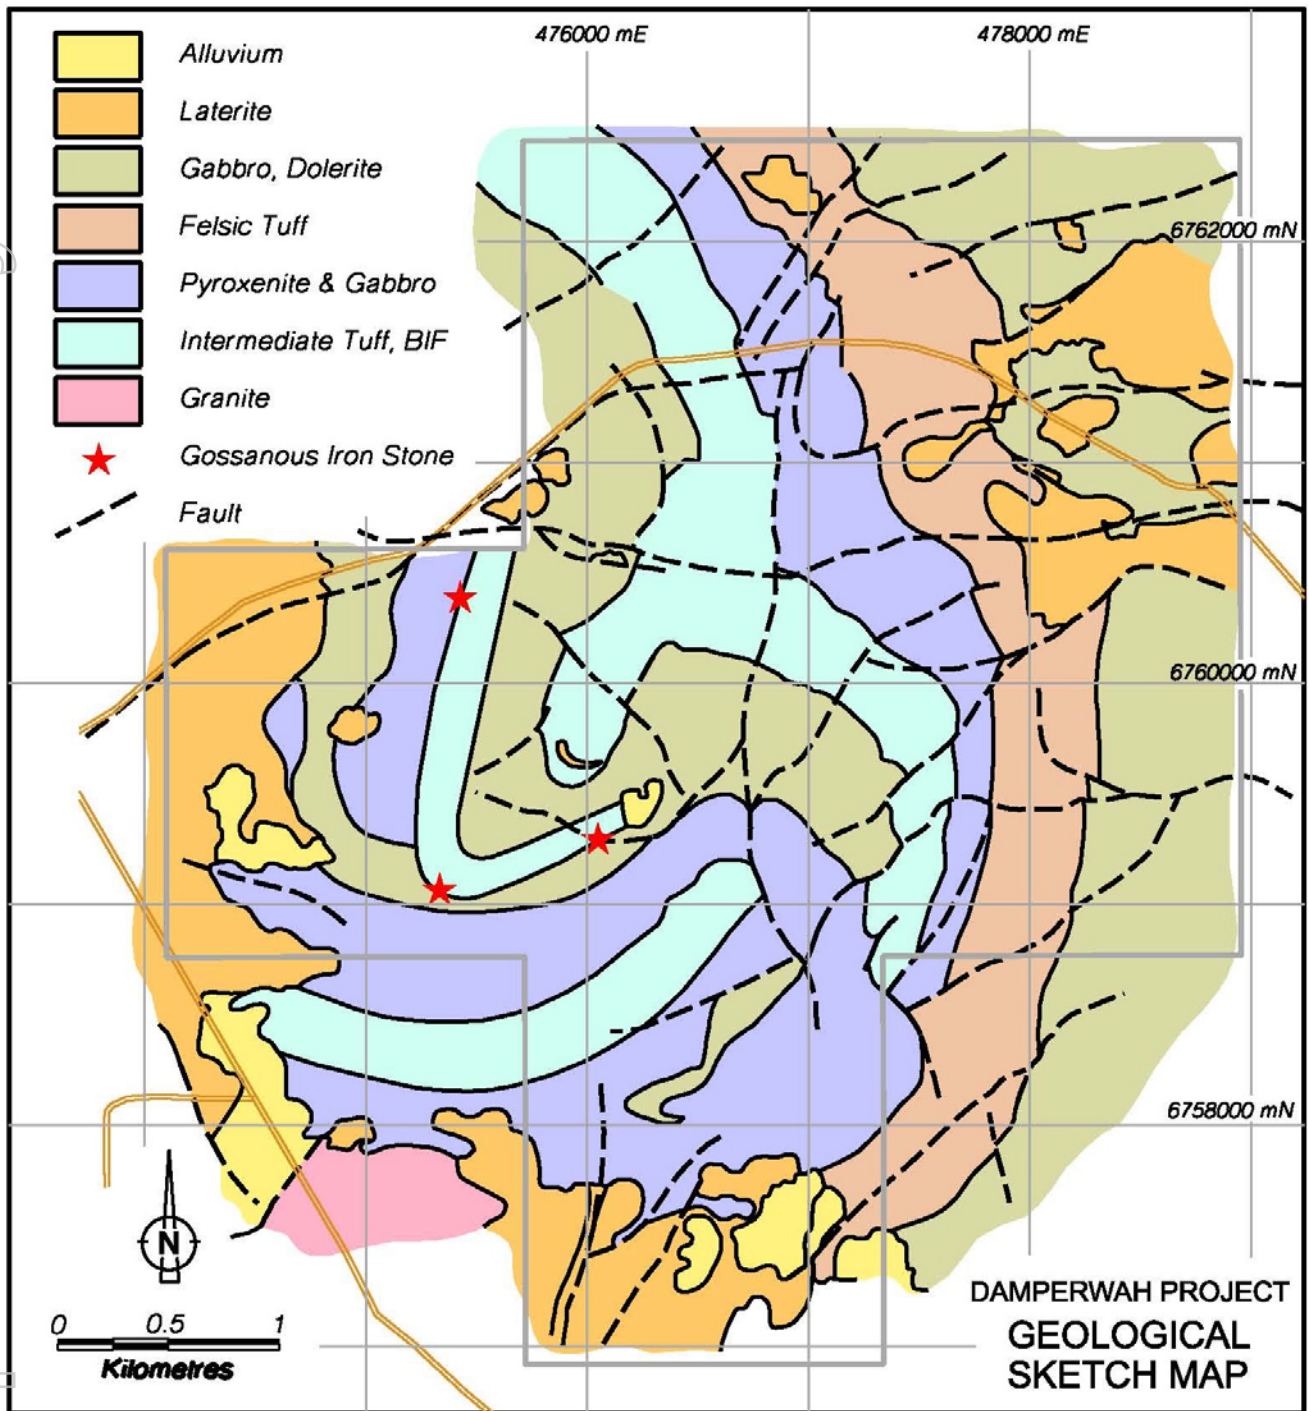 476000 mE
478000 mE
Alluvium
Laterite
Gabbro, Dolerite
Felsic Tuff
Pyroxenite & Gabbro
Intermediate Tuff, BIF
Granite
Gossanous Iron Stone
Fault
6762000 mN
6760000 mN
6758000 mN
N
0 0.5 1
Kilometres
DAMPERWAH PROJECT
GEOLOGICAL
SKETCH MAP